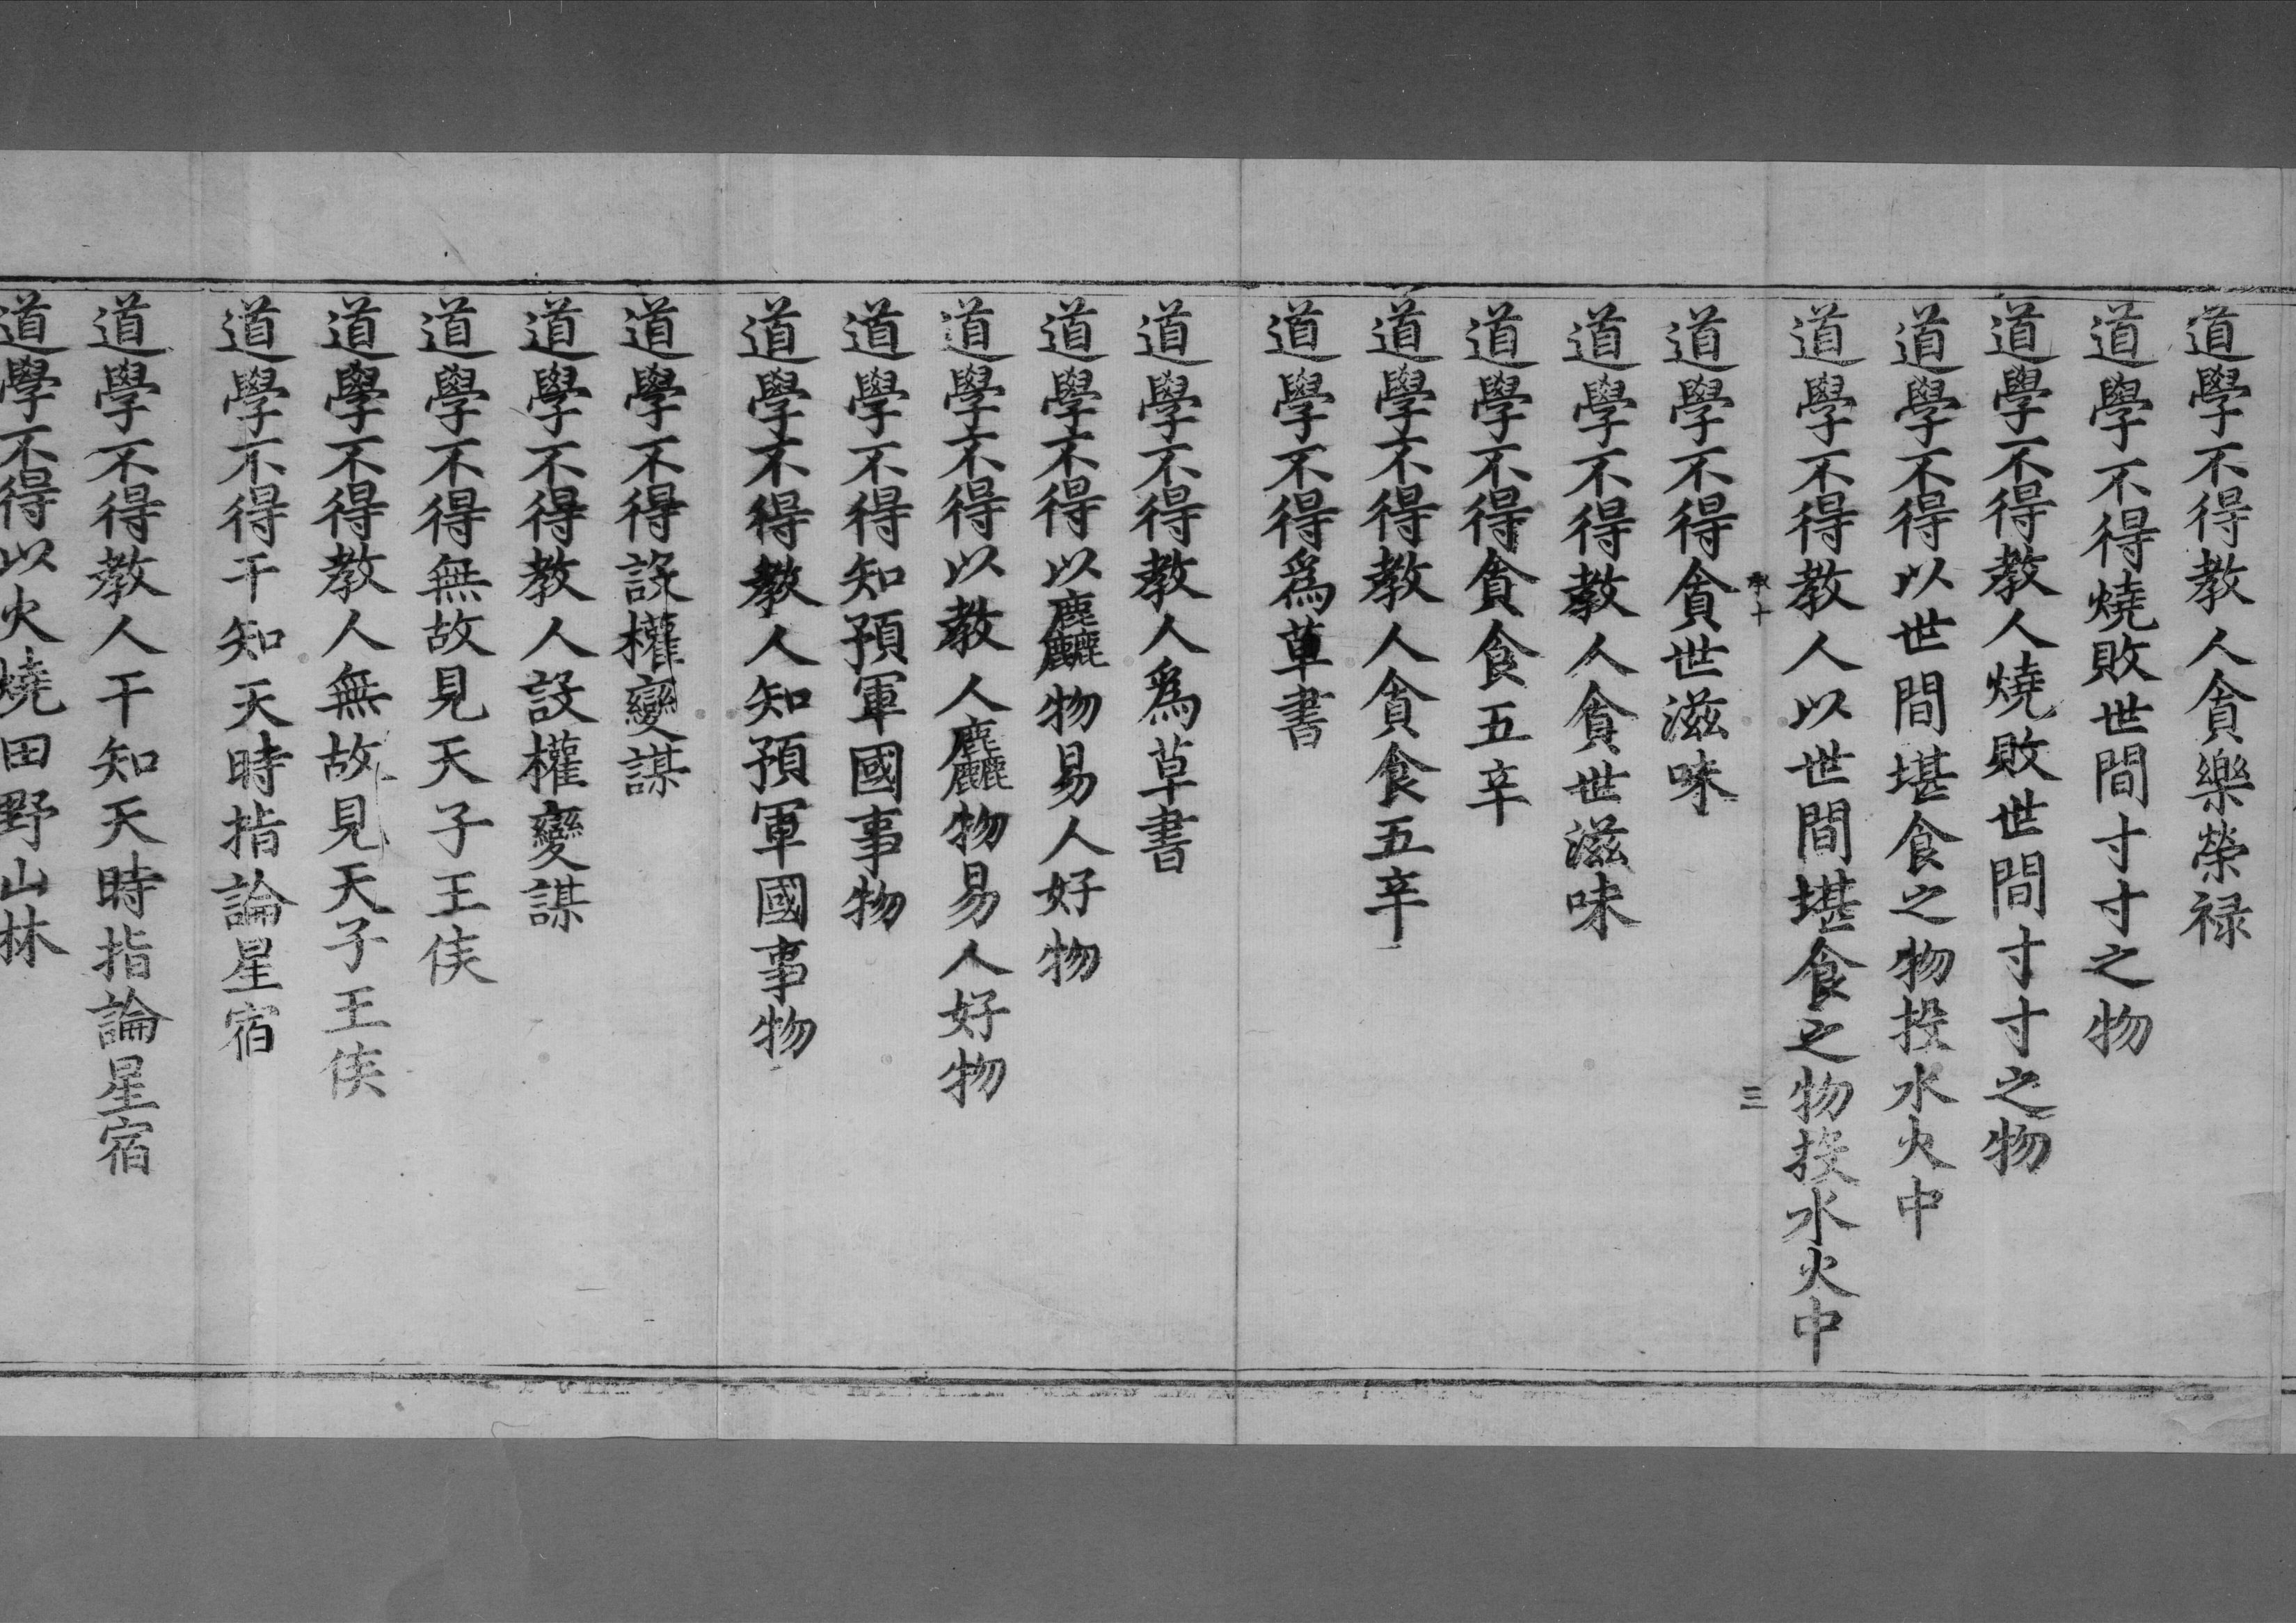 道學不得教人貪樂榮禄
道學不得燒敗世間寸寸之物
道學不得教人燒敗世間寸寸之物
道學不得以世間堪食之物投水火中
道學不得教人以世間堪食之物投水火中
三
道學不得貪世滋味
道學不得教人貪世滋味
道學不得貪食五辛
道學不得教人貪食五辛
道學不得爲草書
道學不得教人爲草書
道學不得以麤物易人好物
道學不得以教人麤物易人好物
道學不得知預軍國事物
道學不得教人知預軍國事物
道學不得設權變謀
道學不得教人設權變謀
道學不得無故見天子王侯
道學不得教人無故見天子王侯
道學不得干知天時指論星宿
道學不得教人干知天時指論星宿
道學不得以火燒田野山林